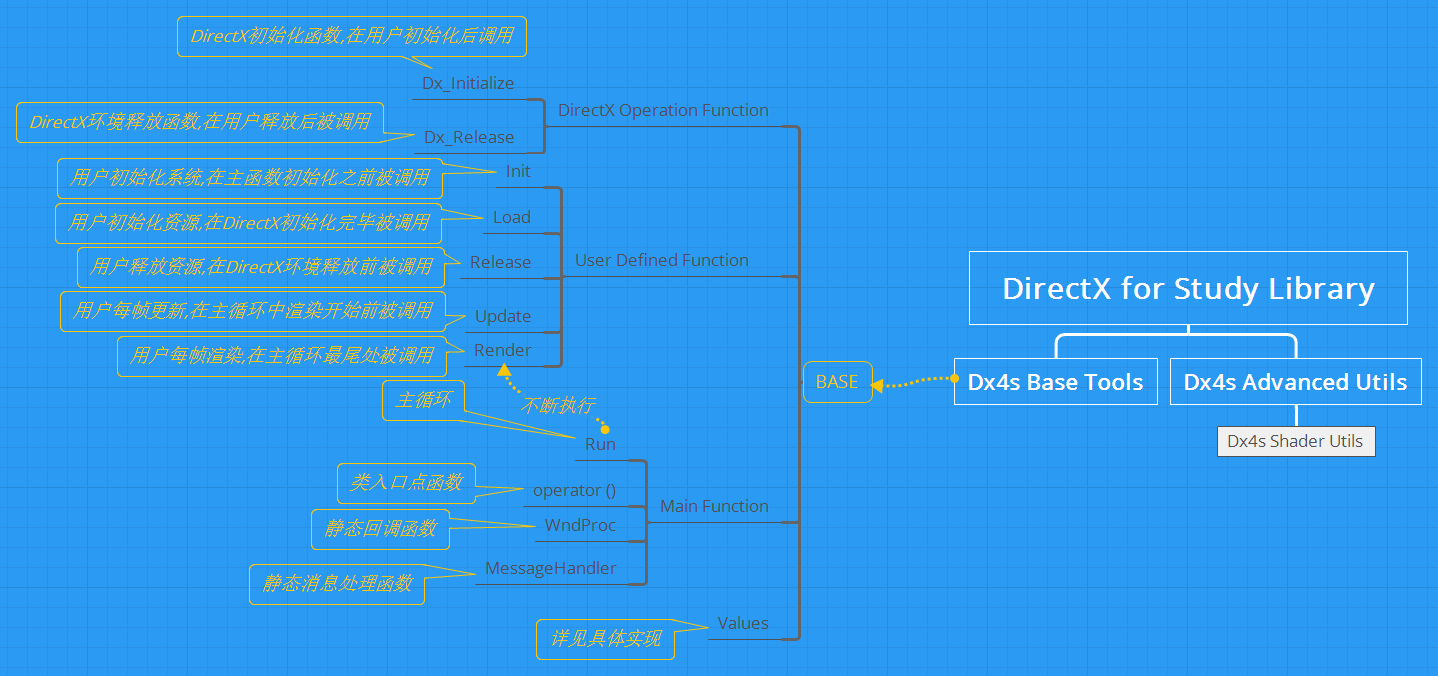 DirectX初始化函数,在用户初始化后调用
Dx_Initialize
DirectX Operation Function
DirectX环境释放函数,在用户释放后被调用
Dx_Release
用户初始化系统,在主函数初始化之前被调用
Init
用户初始化资源,在DirectX初始化完毕被调用
Load
用户释放资源,在DirectX环境释放前被调用
Release
User Defined Function
用户每帧更新,在主循环中渲染开始前被调用
Update
用户每帧渲染,在主循环最尾处被调用
Render
主循环
不断执行
Run
类入口点函数
operator ()
Main Function
静态回调函数
WndProc
静态消息处理函数
MessageHandler
详见具体实现
Values
BASE
DirectX for Study Library
Dx4s Base Tools
Dx4s Advanced Utils
Dx4s Shader Utils